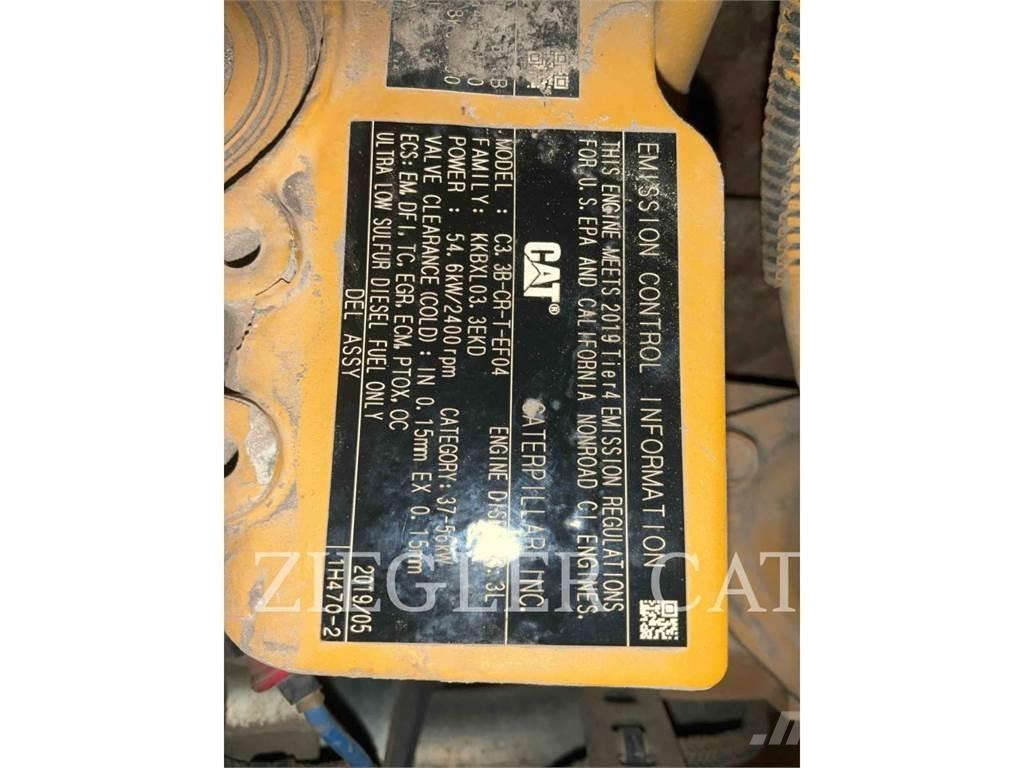 EMISSION CONTROL INFORMATION
THIS ENGINE MEETS 2019 Tier4 EMISSION REGULATIONS
FOR U.S. EPA AND CALIFORNIA NONROAD CI ENGINES.
CAT® CATERPILLAR INC.
MODEL : C3.3B-CR-T-EF04 ENGINE 3L
FAMILY: KKBXL03.3EKD
POWER : 54.6kW/2400rpm CATEGORY: 37-56kW
VALVE CLEARANCE (COLD) : IN 0.15mm EX 0.15mm
ECS: EM, DFI, TC, EGR, ECM, PTOX, OC
ULTRA LOW SULFUR DIESEL FUEL ONLY
2019/05
DEL ASSY 1H470-2
ZIEGLER CAT